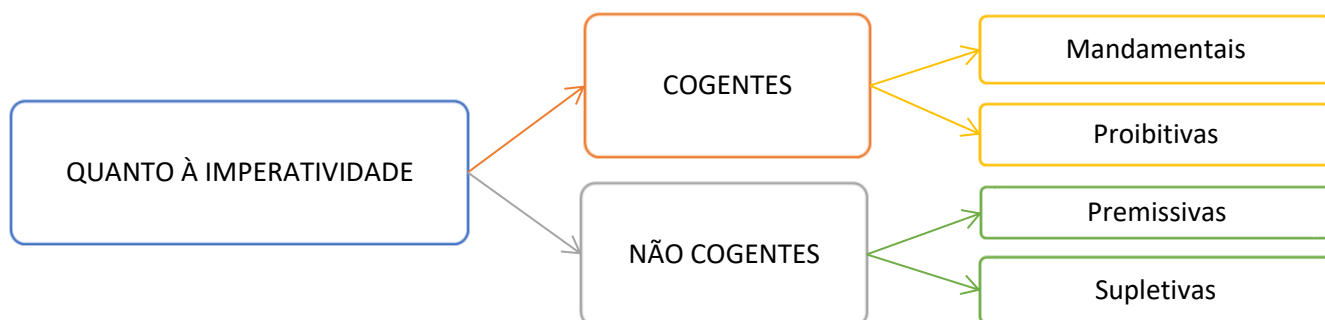 QUANTO À IMPERATIVIDADE
COGENTES
Mandamentais
Proibitivas
NÃO COGENTES
Premissivas
Supletivas